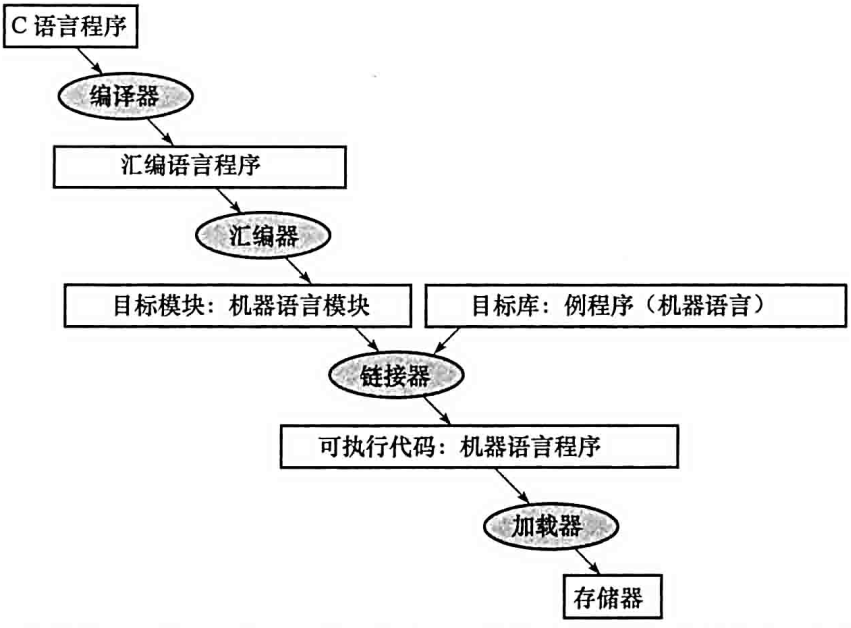 C 语言程序
编译器
汇编语言程序
汇编器
目标模块：机器语言模块
目标库：例程序（机器语言）
链接器
可执行代码：机器语言程序
加载器
存储器